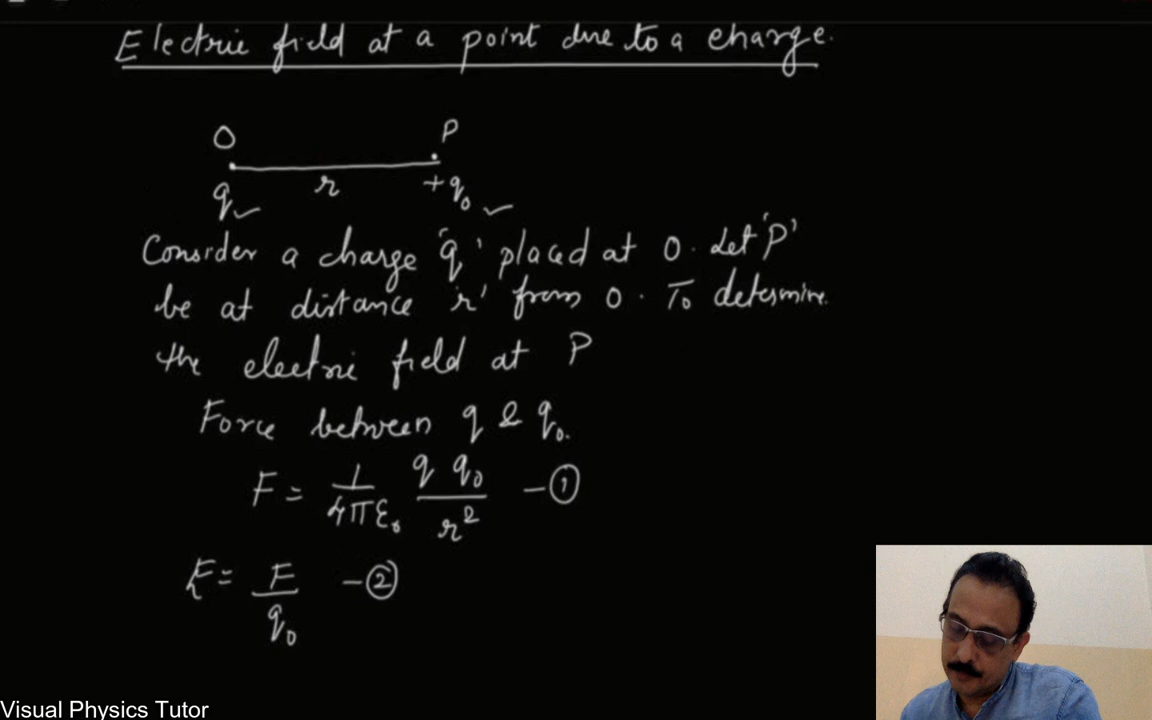 Electric field at a point due to a charge.
O P
r
q +q₀
Consider a charge 'q' placed at O. Let 'P'
be at distance 'r' from O. To determine
the electric field at P
Force between q & q₀.
F = 1/4πε₀ q q₀/r² - ①
E = F/q₀ - ②
Visual Physics Tutor